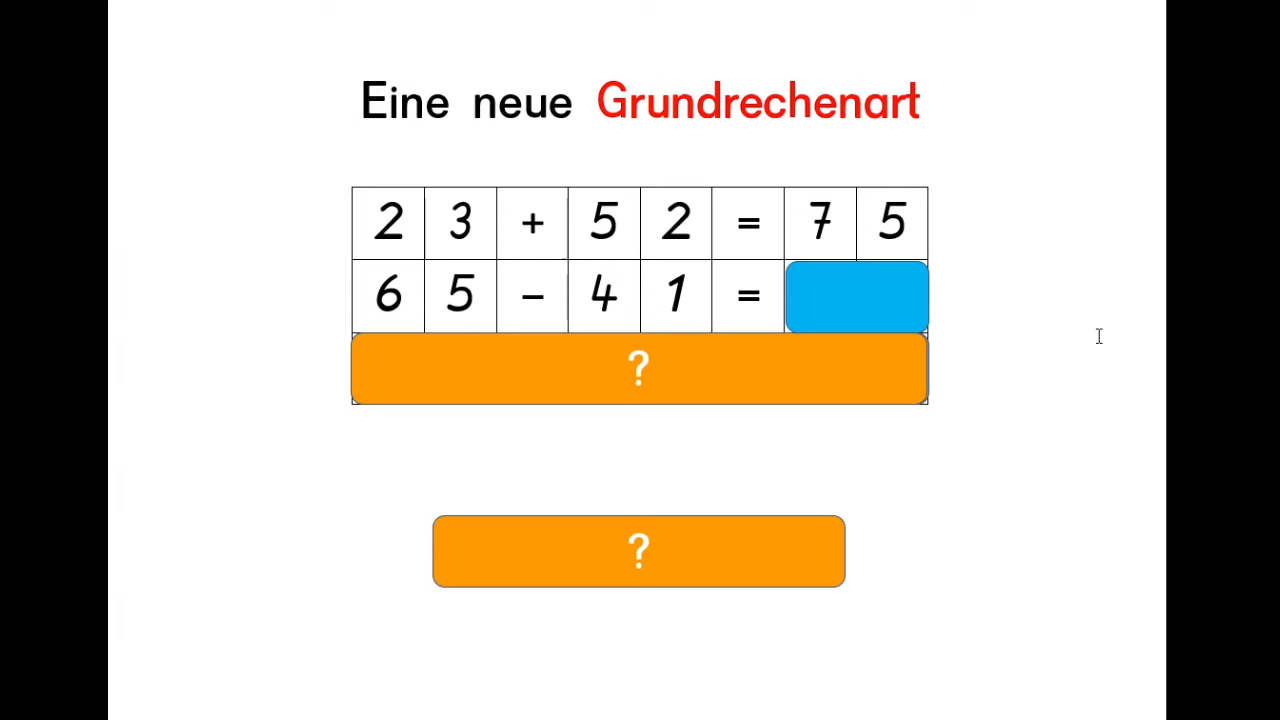 Eine neue Grundrechenart
2 3 + 5 2 = 7 5
6 5 - 4 1 =
?
?